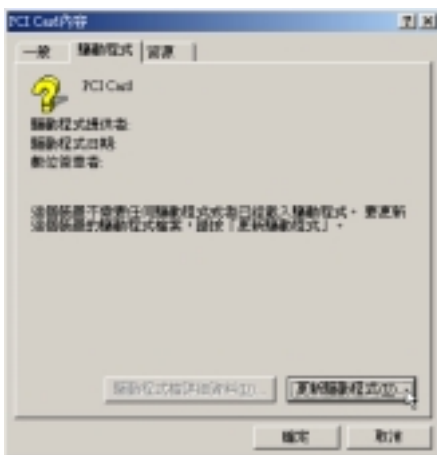 PCI Card內容
一般 驅動程式 資源
PCI Card
驅動程式提供者:
驅動程式日期:
數位簽章者:
這個裝置不需要任何驅動程式或者已經載入驅動程式。 要更新
這個裝置的驅動程式檔案,請按「更新驅動程式」。
驅動程式檔詳細資料(D)... 更新驅動程式(P)...
確定 取消